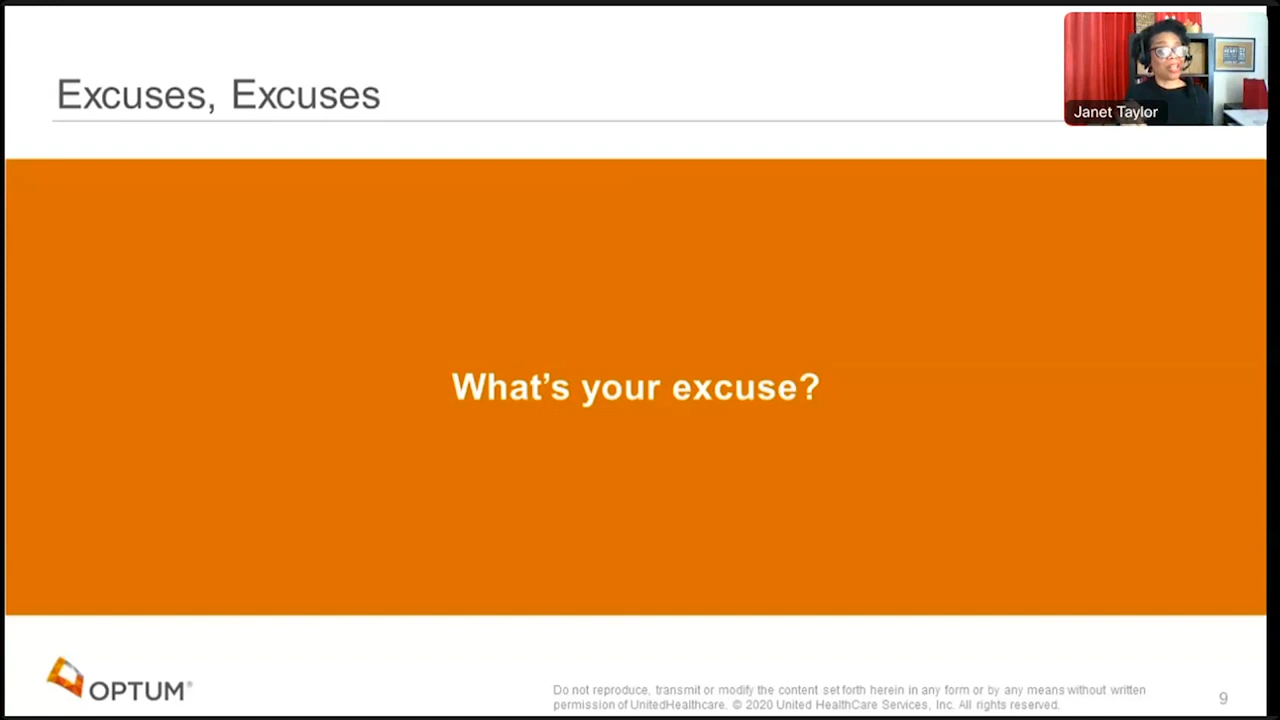 Excuses, Excuses
Janet Taylor
What's your excuse?
OPTUM®
Do not reproduce, transmit or modify the content set forth herein in any form or by any means without written
permission of UnitedHealthcare. © 2020 United HealthCare Services, Inc. All rights reserved.
9